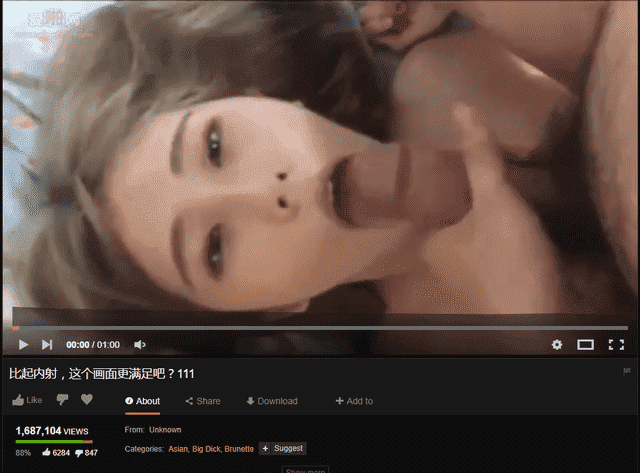 00:00 / 01:00
比起内射，这个画面更满足吧？111
Like
About
Share
Download
Add to
1,687,104 VIEWS
88% 6284 847
From: Unknown
Categories: Asian, Big Dick, Brunette + Suggest
Show more